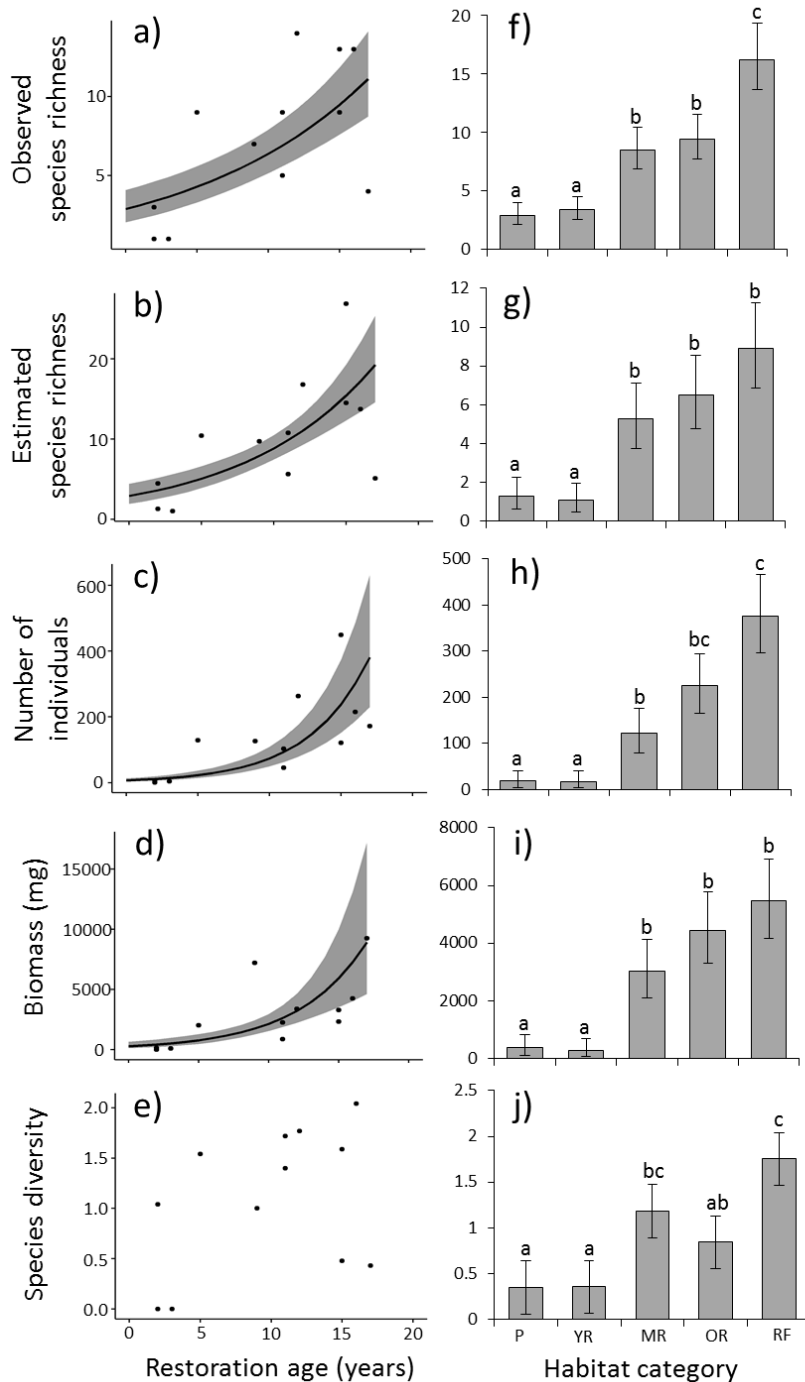 a)
Observed
species richness
10
5
b)
Estimated
species richness
20
10
0
c)
Number of
individuals
600
400
200
0
d)
Biomass (mg)
15000
10000
5000
0
e)
Species diversity
2.0
1.5
1.0
0.5
0.0
0 5 10 15 20
Restoration age (years)
f)
20
15
10
5
0
a a b b c
g)
12
10
8
6
4
2
0
a a b b b
h)
500
400
300
200
100
0
a a b bc c
i)
8000
6000
4000
2000
0
a a b b b
j)
2.5
2
1.5
1
0.5
0
a a bc ab c
P YR MR OR RF
Habitat category